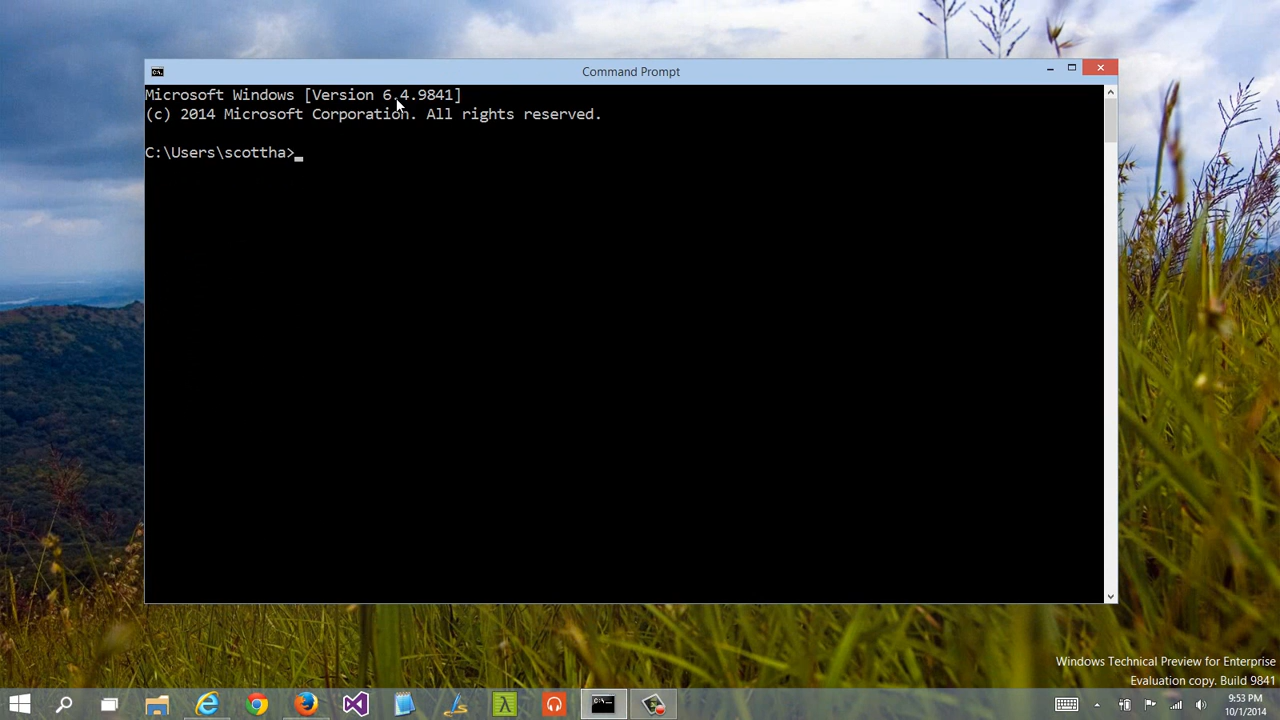 Command Prompt
Microsoft Windows [Version 6.4.9841]
(c) 2014 Microsoft Corporation. All rights reserved.
C:\Users\scottha>_
Windows Technical Preview for Enterprise
Evaluation copy. Build 9841
9:53 PM
10/1/2014